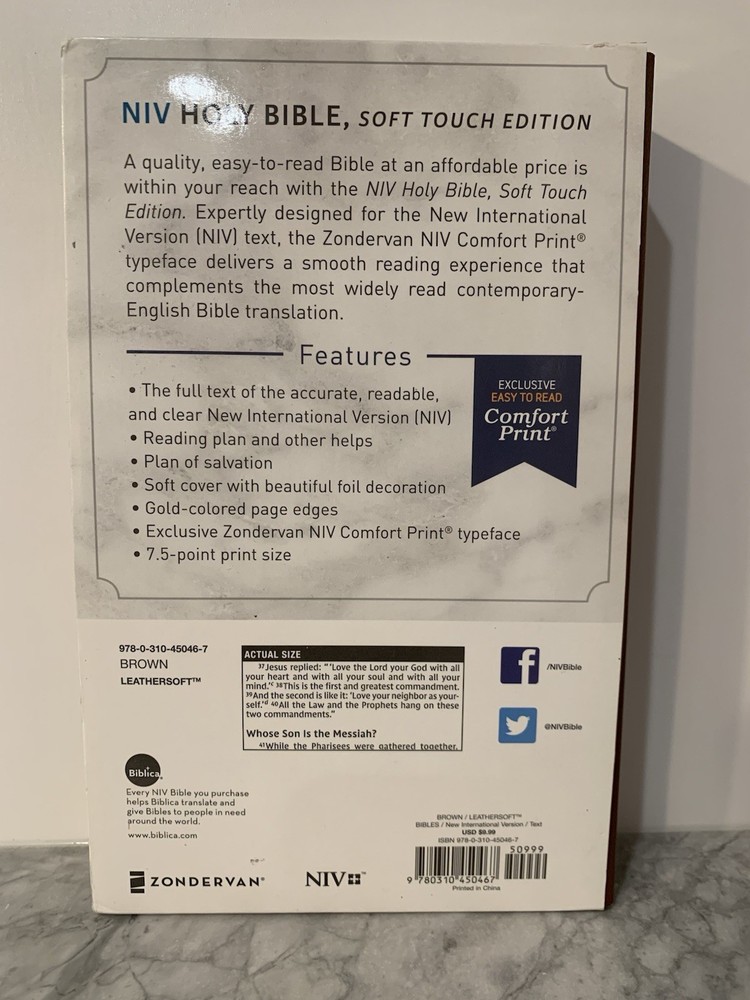 NIV HOLY BIBLE, SOFT TOUCH EDITION
A quality, easy-to-read Bible at an affordable price is
within your reach with the NIV Holy Bible, Soft Touch
Edition. Expertly designed for the New International
Version (NIV) text, the Zondervan NIV Comfort Print®
typeface delivers a smooth reading experience that
complements the most widely read contemporary-
English Bible translation.
Features
• The full text of the accurate, readable,
and clear New International Version (NIV)
• Reading plan and other helps
• Plan of salvation
• Soft cover with beautiful foil decoration
• Gold-colored page edges
• Exclusive Zondervan NIV Comfort Print® typeface
• 7.5-point print size
EXCLUSIVE
EASY TO READ
Comfort
Print®
978-0-310-45046-7
BROWN
LEATHERSOFT™
ACTUAL SIZE
37Jesus replied: "'Love the Lord your God with all
your heart and with all your soul and with all your
mind.'c 38This is the first and greatest commandment.
39And the second is like it: 'Love your neighbor as your-
self.'d 40All the Law and the Prophets hang on these
two commandments."
Whose Son Is the Messiah?
41While the Pharisees were gathered together,
f
/NIVBible
@NIVBible
Biblica
Every NIV Bible you purchase
helps Biblica translate and
give Bibles to people in need
around the world.
www.biblica.com
ZONDERVAN®
NIV™
BROWN / LEATHERSOFT™
BIBLES / New International Version / Text
USD $9.99
ISBN 978-0-310-45046-7
50999
9 780310 450467
Printed in China